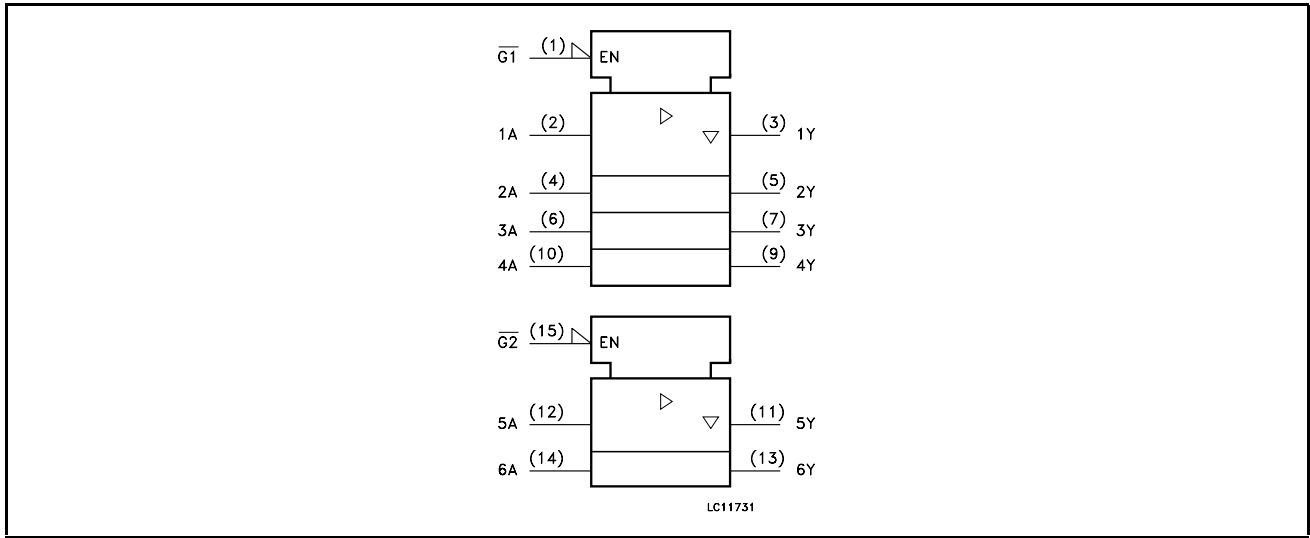 G1 (1) EN
1A (2) (3) 1Y
2A (4) (5) 2Y
3A (6) (7) 3Y
4A (10) (9) 4Y
G2 (15) EN
5A (12) (11) 5Y
6A (14) (13) 6Y
LC11731